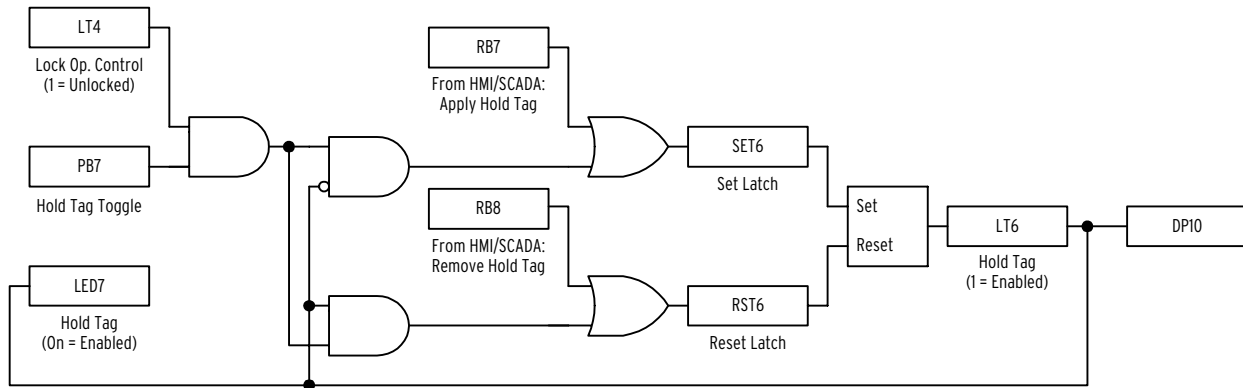 LT4
Lock Op. Control
(1 = Unlocked)
PB7
Hold Tag Toggle
LED7
Hold Tag
(On = Enabled)
RB7
From HMI/SCADA:
Apply Hold Tag
RB8
From HMI/SCADA:
Remove Hold Tag
SET6
Set Latch
RST6
Reset Latch
Set
Reset
LT6
Hold Tag
(1 = Enabled)
DP10